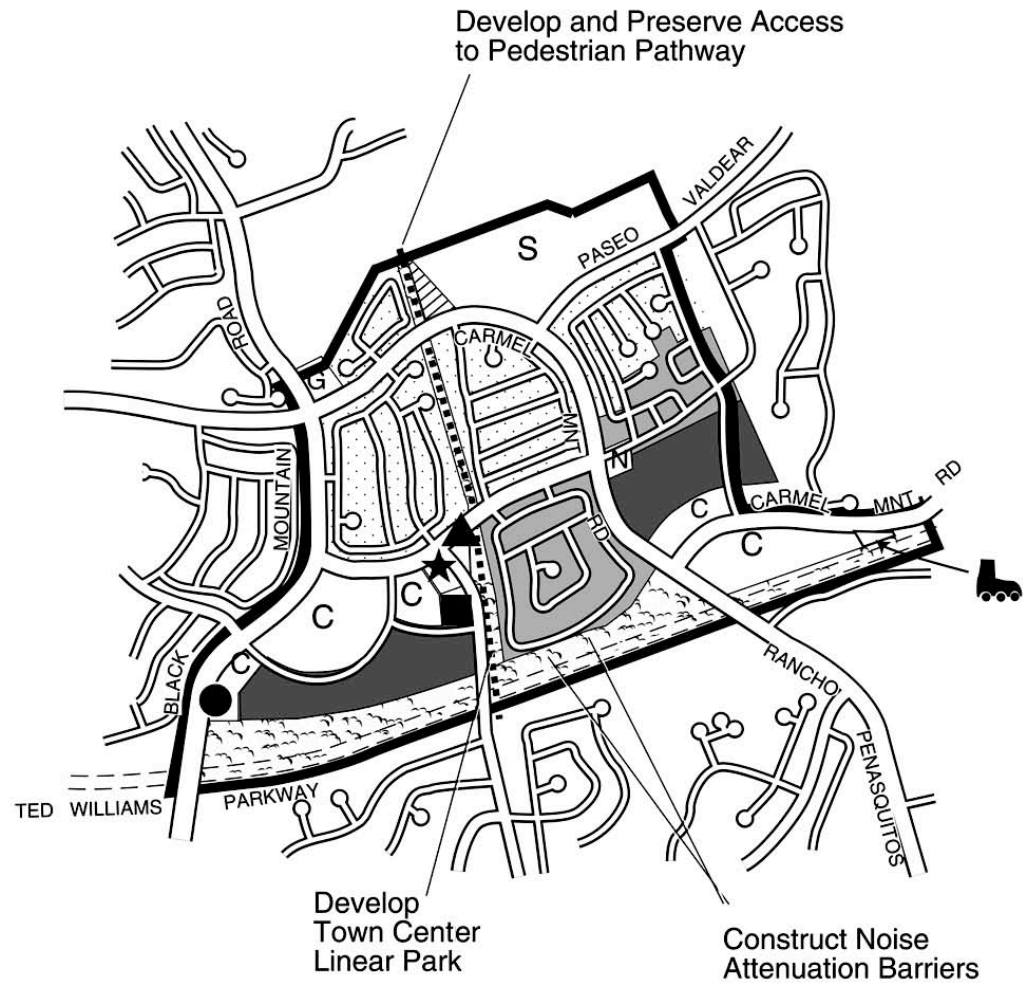 Develop and Preserve Access
to Pedestrian Pathway
VALDEAR
PASEO
S
ROAD
CARMEL
G
MNT
N
MOUNTAIN
RD
C
CARMEL
MNT
RD
C
C
C
C
BLACK
RANCHO
PENASQUITOS
TED WILLIAMS
PARKWAY
Develop
Town Center
Linear Park
Construct Noise
Attenuation Barriers